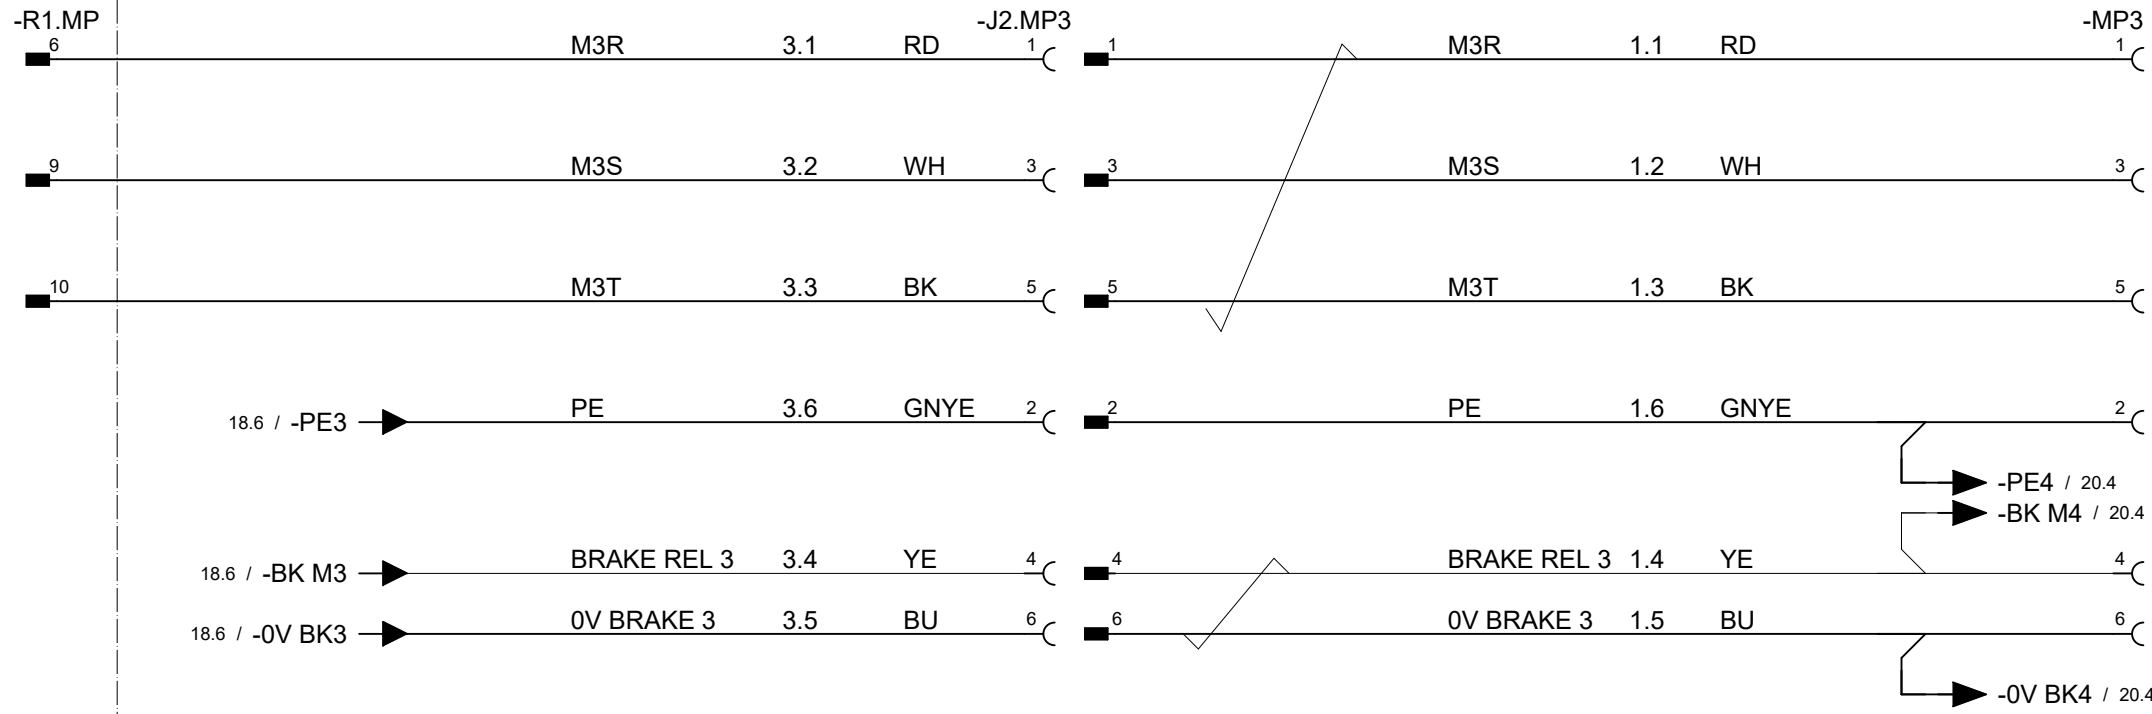 -R1.MP -J2.MP3 -MP3
6 M3R 3.1 RD 1 1 M3R 1.1 RD 1
9 M3S 3.2 WH 3 3 M3S 1.2 WH 3
10 M3T 3.3 BK 5 5 M3T 1.3 BK 5
18.6 / -PE3 PE 3.6 GNYE 2 2 PE 1.6 GNYE 2
-PE4 / 20.4
-BK M4 / 20.4
18.6 / -BK M3 BRAKE REL 3 3.4 YE 4 4 BRAKE REL 3 1.4 YE 4
18.6 / -0V BK3 0V BRAKE 3 3.5 BU 6 6 0V BRAKE 3 1.5 BU 6
-0V BK4 / 20.4